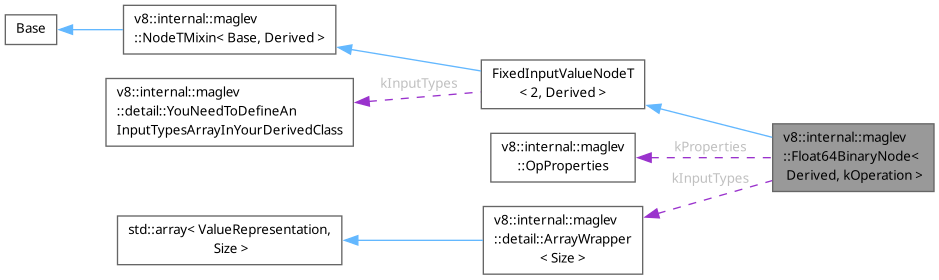 Base
v8::internal::maglev
::NodeTMixin< Base, Derived >
v8::internal::maglev
::detail::YouNeedToDefineAn
InputTypesArrayInYourDerivedClass
kInputTypes
FixedInputValueNodeT
< 2, Derived >
v8::internal::maglev
::OpProperties
kProperties
kInputTypes
v8::internal::maglev
::Float64BinaryNode<
Derived, kOperation >
std::array< ValueRepresentation,
Size >
v8::internal::maglev
::detail::ArrayWrapper
< Size >